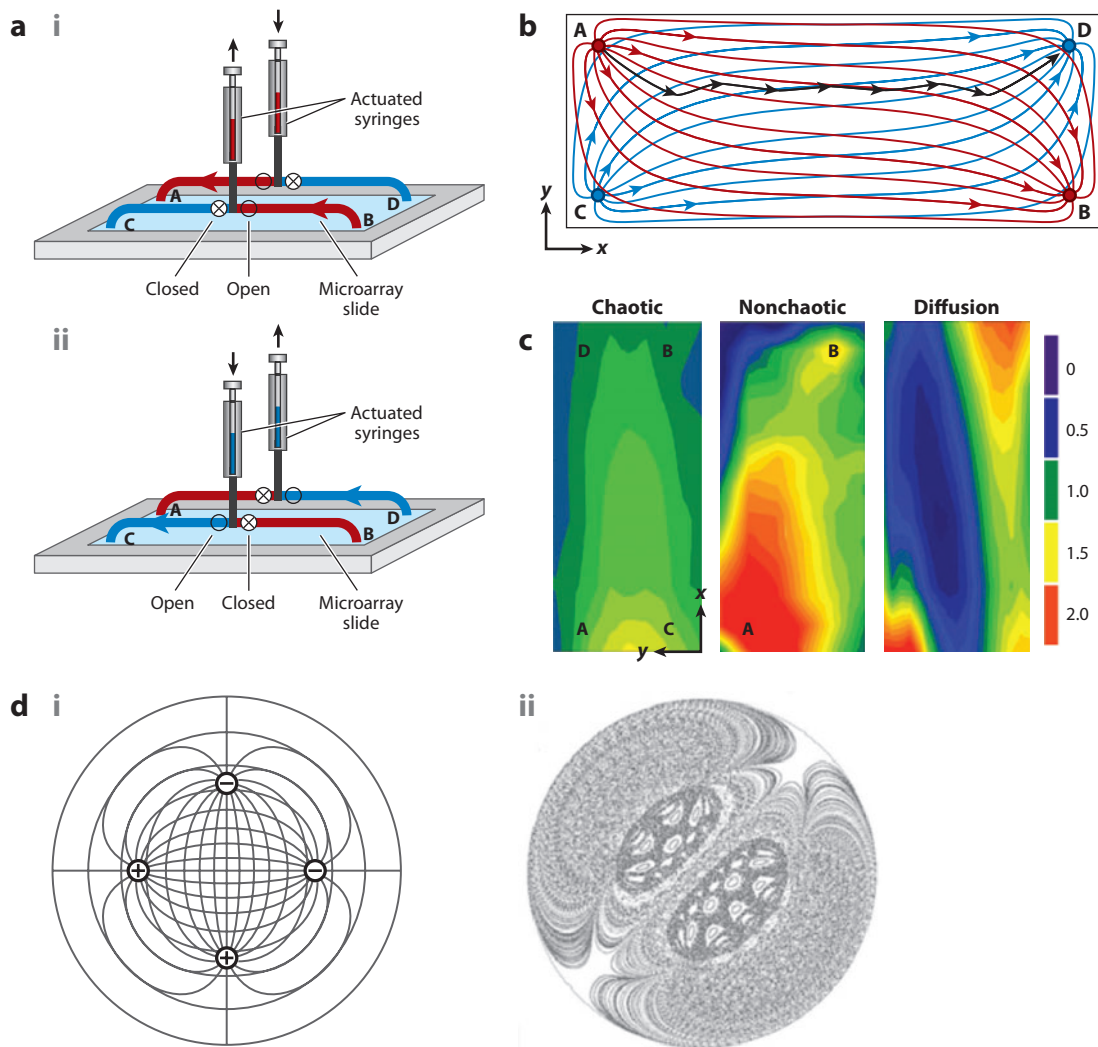 a i
Actuated
syringes
A
D
C
B
Closed
Open
Microarray
slide
ii
Actuated
syringes
A
D
C
B
Open
Closed
Microarray
slide
b
A
D
C
B
y
x
c
Chaotic
Nonchaotic
Diffusion
D
B
A
C
x
y
B
A
0
0.5
1.0
1.5
2.0
d i
−
+
−
+
ii